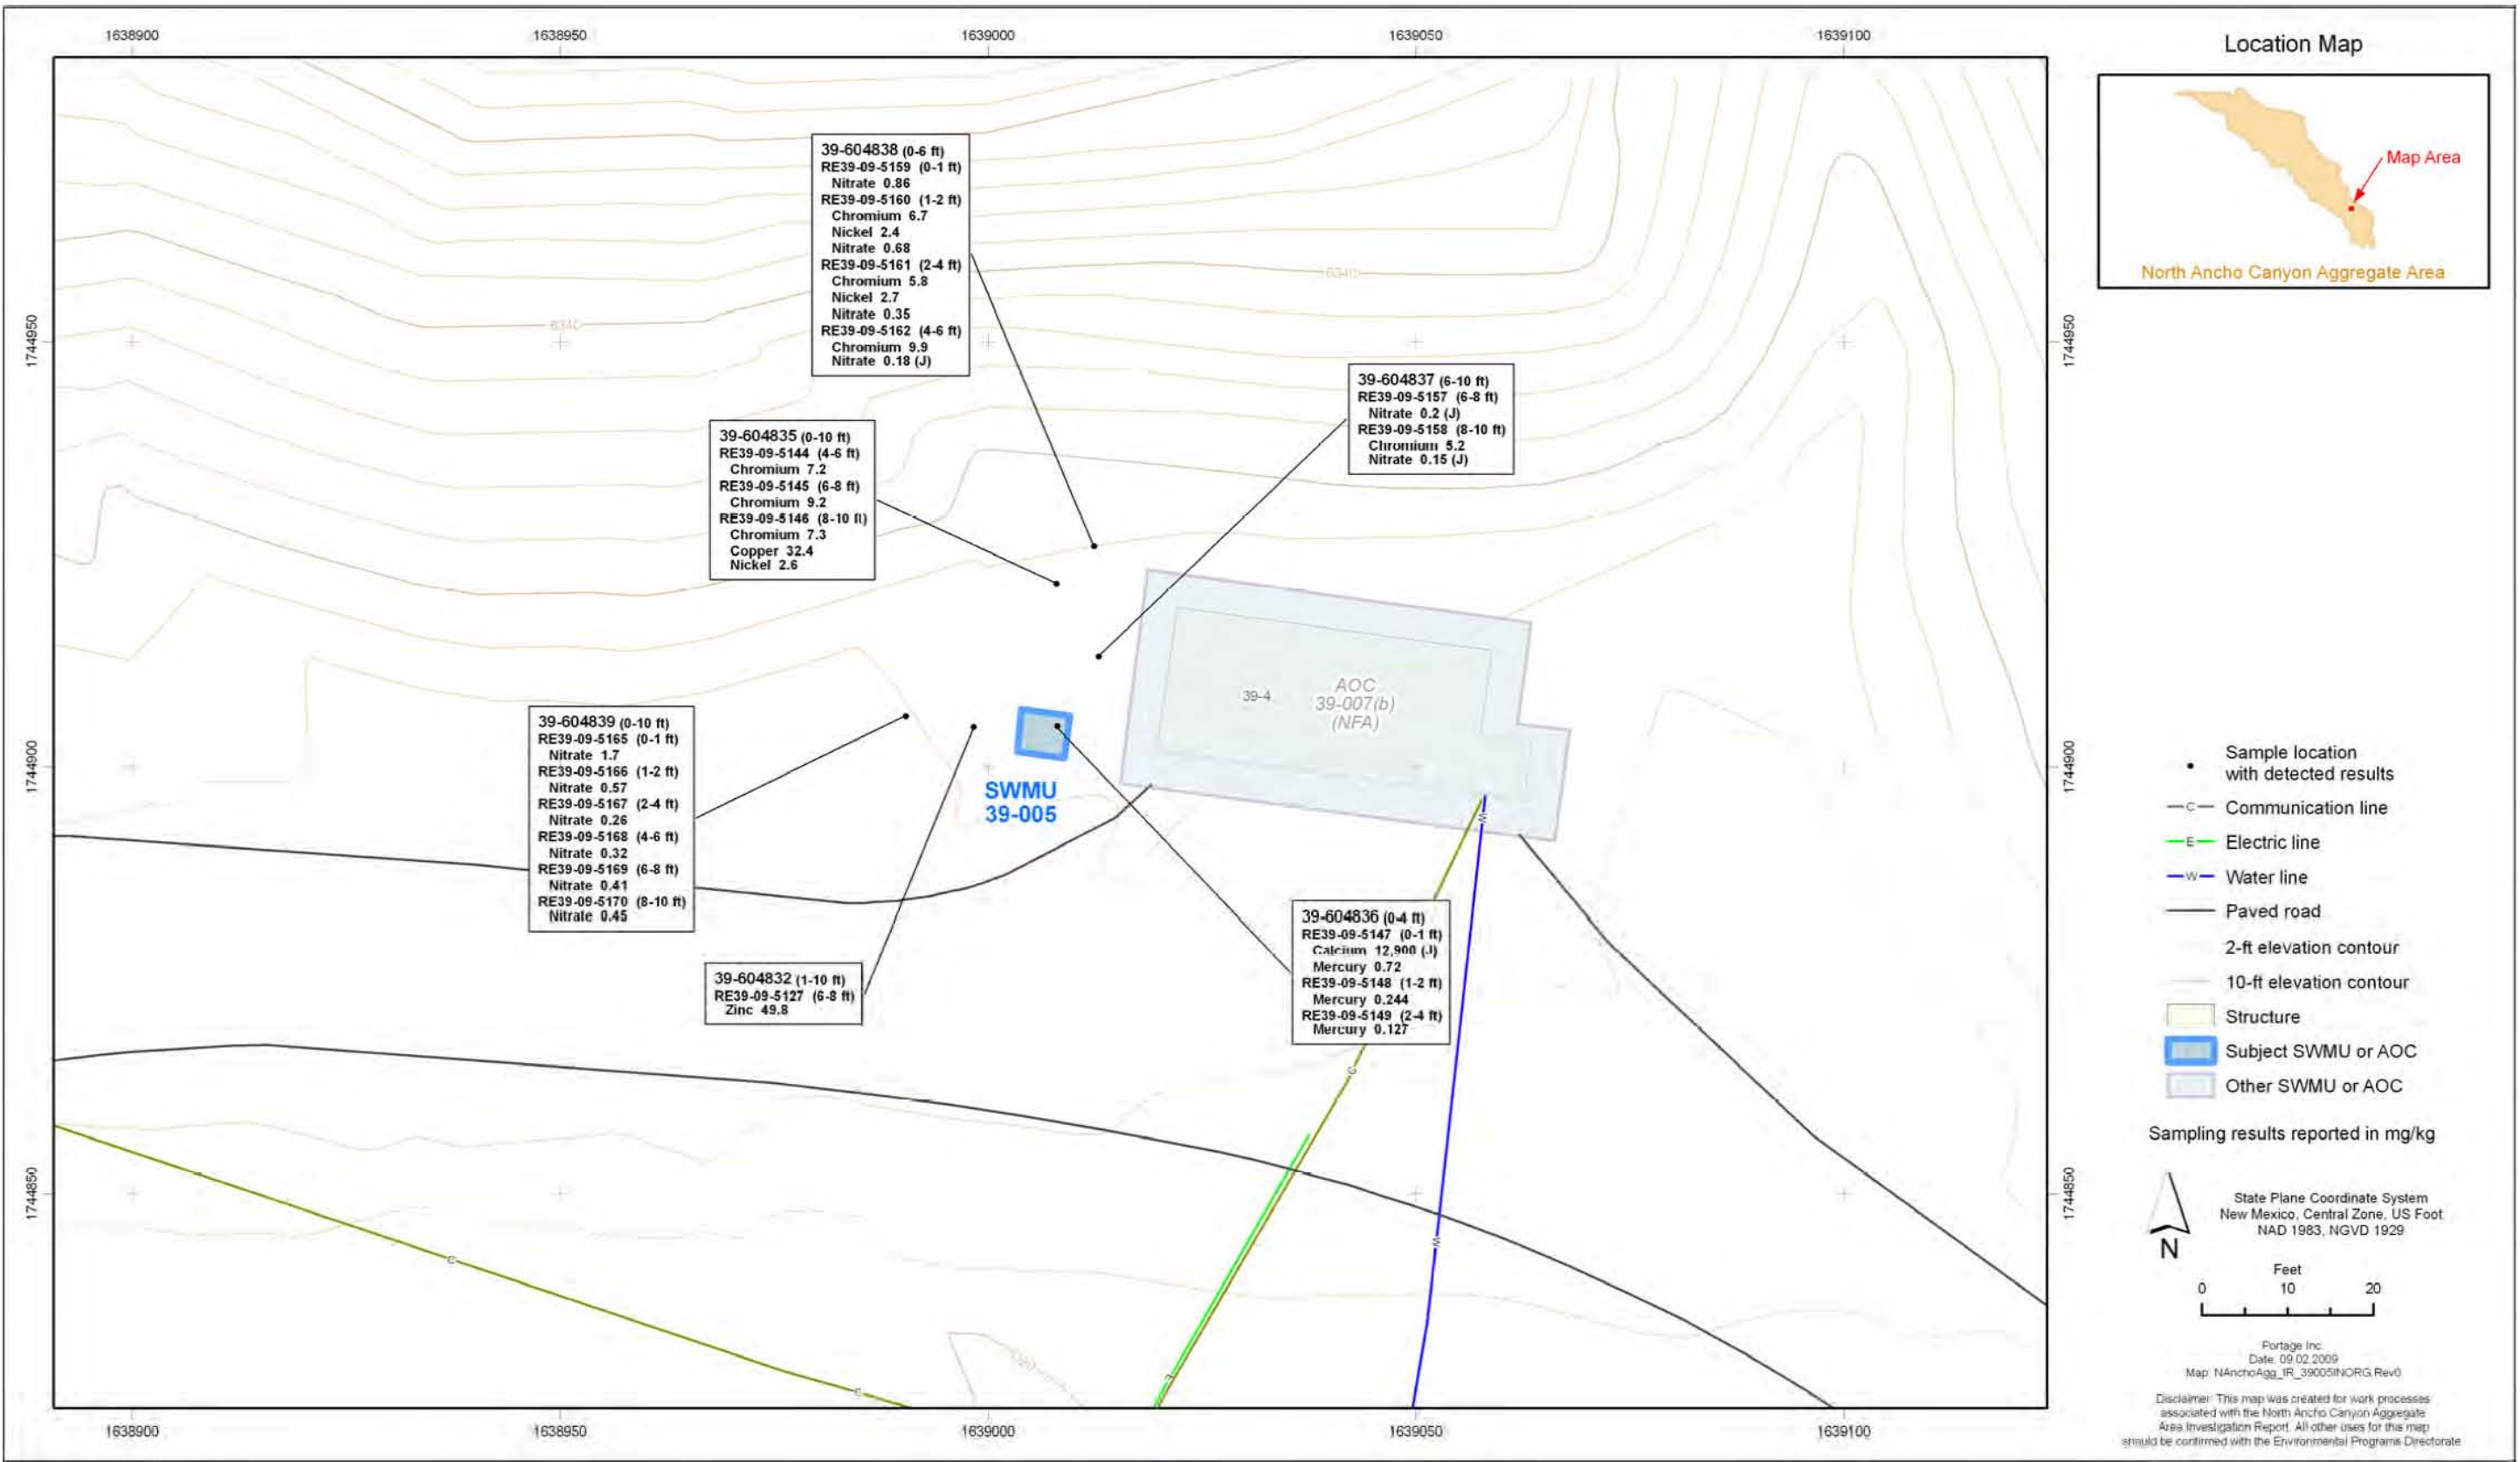 1638900
1638950
1639000
1639050
1639100
1744950
1744900
1744850
39-604838 (0-6 ft)
RE39-09-5159 (0-1 ft)
Nitrate 0.86
RE39-09-5160 (1-2 ft)
Chromium 6.7
Nickel 2.4
Nitrate 0.68
RE39-09-5161 (2-4 ft)
Chromium 5.8
Nickel 2.7
Nitrate 0.35
RE39-09-5162 (4-6 ft)
Chromium 9.9
Nitrate 0.18 (J)
6340
6340
39-604837 (6-10 ft)
RE39-09-5157 (6-8 ft)
Nitrate 0.2 (J)
RE39-09-5158 (8-10 ft)
Chromium 5.2
Nitrate 0.15 (J)
39-604835 (0-10 ft)
RE39-09-5144 (4-6 ft)
Chromium 7.2
RE39-09-5145 (6-8 ft)
Chromium 9.2
RE39-09-5146 (8-10 ft)
Chromium 7.3
Copper 32.4
Nickel 2.6
39-4
AOC
39-007(b)
(NFA)
39-604839 (0-10 ft)
RE39-09-5165 (0-1 ft)
Nitrate 1.7
RE39-09-5166 (1-2 ft)
Nitrate 0.57
RE39-09-5167 (2-4 ft)
Nitrate 0.26
RE39-09-5168 (4-6 ft)
Nitrate 0.32
RE39-09-5169 (6-8 ft)
Nitrate 0.41
RE39-09-5170 (8-10 ft)
Nitrate 0.45
SWMU
39-005
W
39-604836 (0-4 ft)
RE39-09-5147 (0-1 ft)
Calcium 12,900 (J)
Mercury 0.72
RE39-09-5148 (1-2 ft)
Mercury 0.244
RE39-09-5149 (2-4 ft)
Mercury 0.127
39-604832 (1-10 ft)
RE39-09-5127 (6-8 ft)
Zinc 49.8
C
C
W
C
E
1638900
1638950
1639000
1639050
1639100
1744950
1744900
1744850
Location Map
Map Area
North Ancho Canyon Aggregate Area
Sample location
with detected results
C Communication line
E Electric line
W Water line
Paved road
2-ft elevation contour
10-ft elevation contour
Structure
Subject SWMU or AOC
Other SWMU or AOC
Sampling results reported in mg/kg
N
State Plane Coordinate System
New Mexico, Central Zone, US Foot
NAD 1983, NGVD 1929
Feet
0 10 20
Portage Inc.
Date: 09.02.2009
Map: NAnchoAgg_IR_39005INORG.Rev0
Disclaimer: This map was created for work processes
associated with the North Ancho Canyon Aggregate
Area Investigation Report. All other uses for this map
should be confirmed with the Environmental Programs Directorate